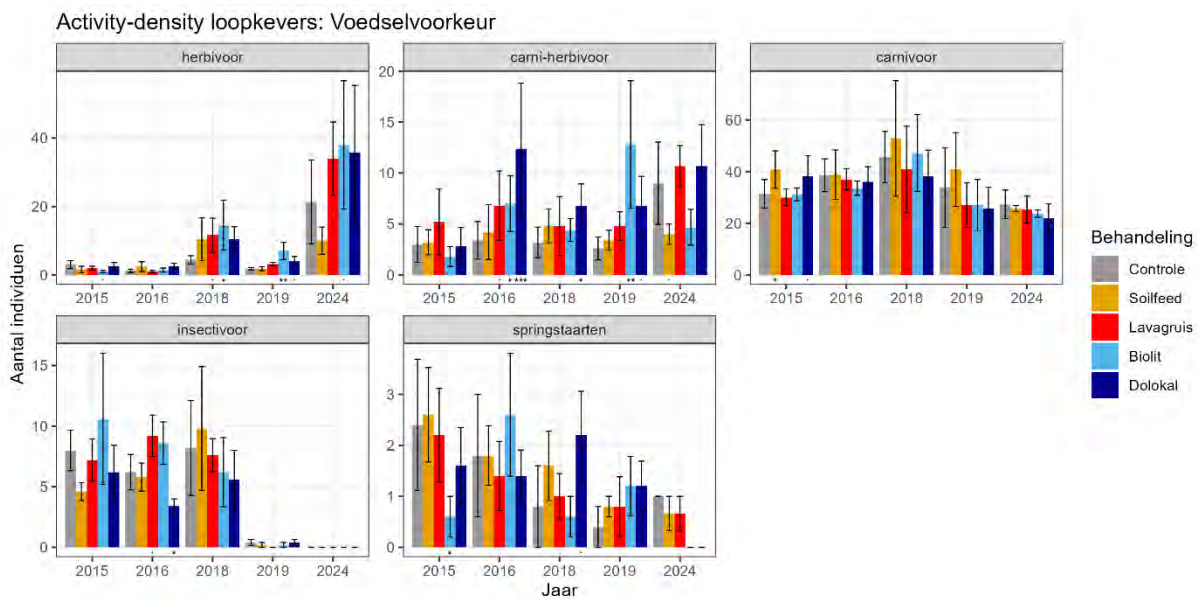 Activity-density loopkevers: Voedselvoorkeur
herbivoor
carni-herbivoor
carnivoor
Aantal individuen
40
20
0
2015 2016 2018 2019 2024
20
15
10
5
0
2015 2016 2018 2019 2024
60
40
20
0
2015 2016 2018 2019 2024
insectivoor
springstaarten
15
10
5
0
2015 2016 2018 2019 2024
3
2
1
0
2015 2016 2018 2019 2024
Jaar
Behandeling
Controle
Soilfeed
Lavagruis
Biolit
Dolokal